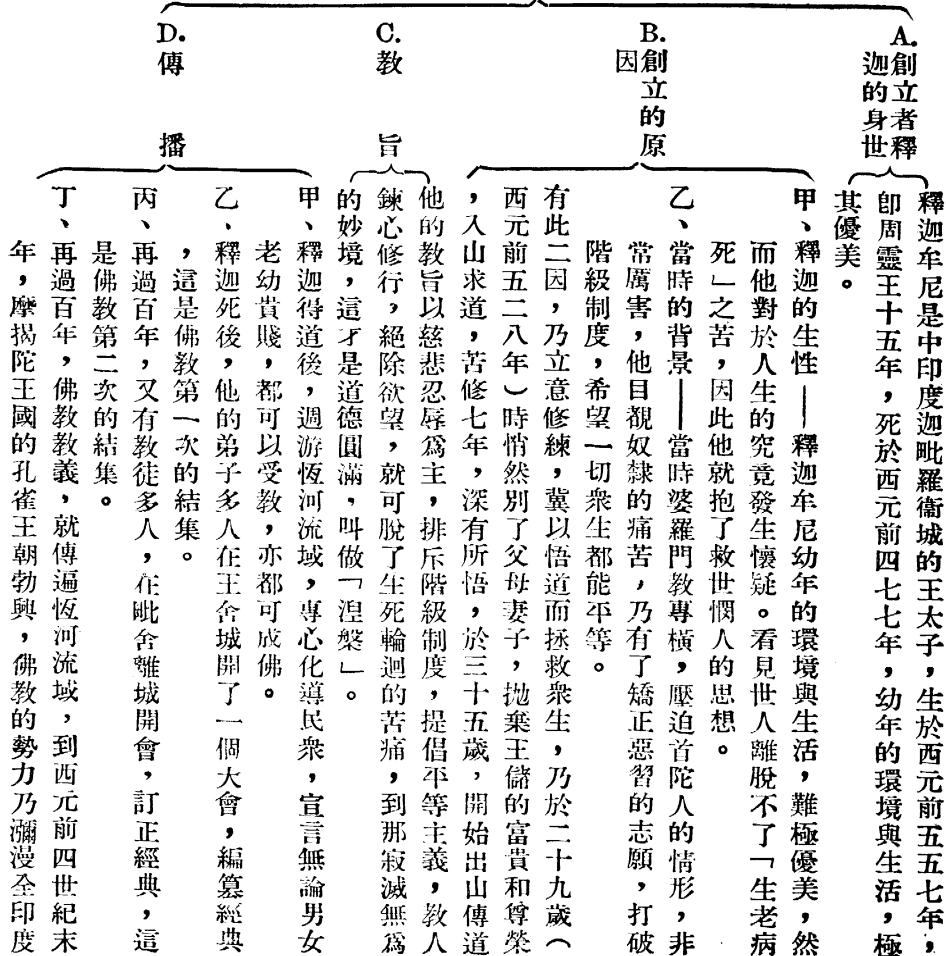 A.創立者釋
迦的身世
釋迦牟尼是中印度迦毗羅衞城的王太子，生於西元前五五七年，
卽周靈王十五年，死於西元前四七七年，幼年的環境與生活，極
其優美。
B.創立的原
因
甲、釋迦的生性——釋迦牟尼幼年的環境與生活，難極優美，然
而他對於人生的究竟發生懷疑。看見世人離脫不了「生老病
死」之苦，因此他就抱了救世憫人的思想。
乙、當時的背景——當時婆羅門教專橫，壓迫首陀人的情形，非
常厲害，他目覩奴隸的痛苦，乃有了矯正惡習的志願，打破
階級制度，希望一切衆生都能平等。
有此二因，乃立意修練，冀以悟道而拯救衆生，乃於二十九歲（
西元前五二八年）時悄然別了父母妻子，拋棄王儲的富貴和尊榮
，入山求道，苦修七年，深有所悟，於三十五歲，開始出山傳道
C.教旨
他的教旨以慈悲忍辱爲主，排斥階級制度，提倡平等主義，教人
鍊心修行，絕除欲望，就可脫了生死輪迴的苦痛，到那寂滅無爲
的妙境，這才是道德圓滿，叫做「涅槃」。
D.傳播
甲、釋迦得道後，週游恆河流域，專心化導民衆，宣言無論男女
老幼貴賤，都可以受教，亦都可成佛。
乙、釋迦死後，他的弟子多人在王舍城開了一個大會，編纂經典
，這是佛教第一次的結集。
丙、再過百年，又有教徒多人，在毗舍離城開會，訂正經典，這
是佛教第二次的結集。
丁、再過百年，佛教教義，就傳遍恆河流域，到西元前四世紀末
年，摩揭陀王國的孔雀王朝勃興，佛教的勢力乃瀰漫全印度